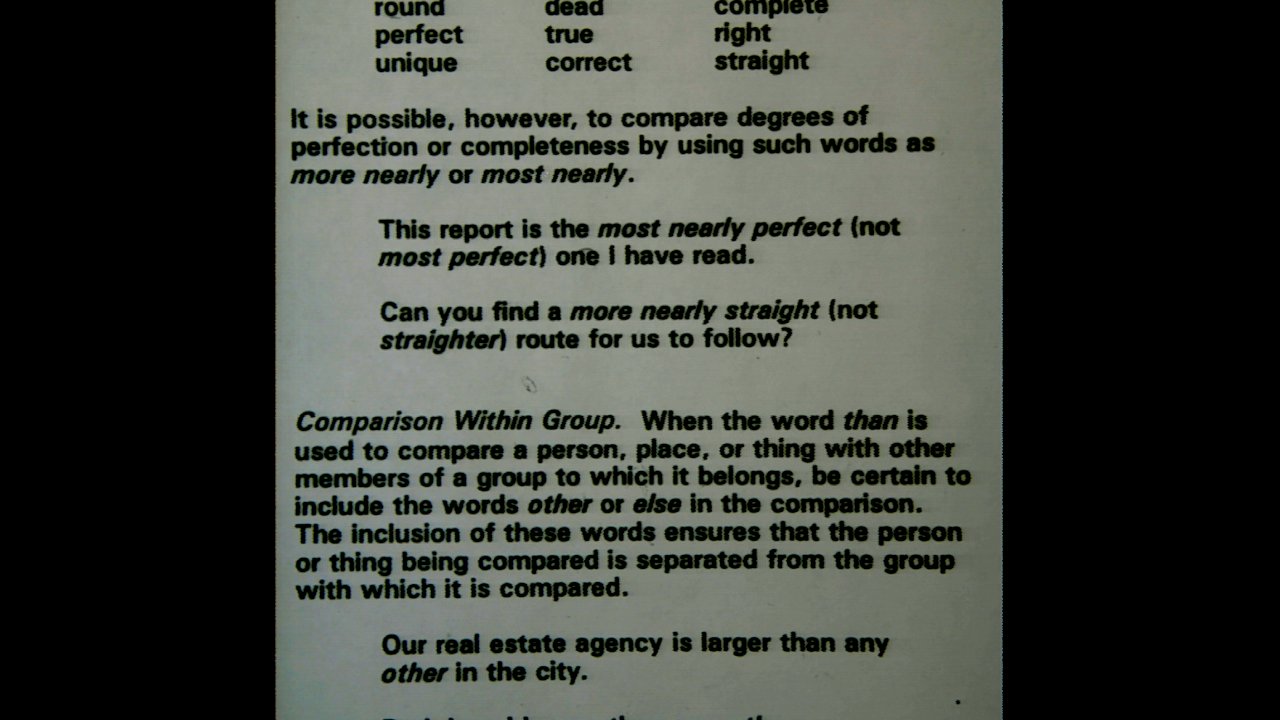 round dead complete
perfect true right
unique correct straight
It is possible, however, to compare degrees of
perfection or completeness by using such words as
more nearly or most nearly.
This report is the most nearly perfect (not
most perfect) one I have read.
Can you find a more nearly straight (not
straighter) route for us to follow?
Comparison Within Group. When the word than is
used to compare a person, place, or thing with other
members of a group to which it belongs, be certain to
include the words other or else in the comparison.
The inclusion of these words ensures that the person
or thing being compared is separated from the group
with which it is compared.
Our real estate agency is larger than any
other in the city.